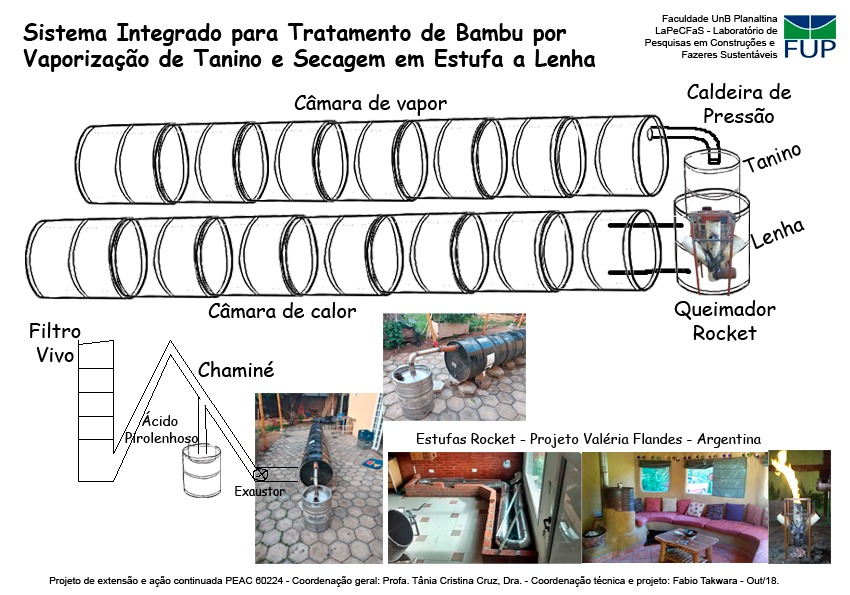 Sistema Integrado para Tratamento de Bambu por
Vaporização de Tanino e Secagem em Estufa a Lenha
Faculdade UnB Planaltina
LaPeCFaS - Laboratório de
Pesquisas em Construções e
Fazeres Sustentáveis
FUP
Câmara de vapor
Caldeira de
Pressão
Tanino
Lenha
Câmara de calor
Queimador
Rocket
Filtro
Vivo
Chaminé
Ácido
Pirolenhoso
Exaustor
Estufas Rocket - Projeto Valéria Flandes - Argentina
Projeto de extensão e ação continuada PEAC 60224 - Coordenação geral: Profa. Tânia Cristina Cruz, Dra. - Coordenação técnica e projeto: Fabio Takwara - Out/18.